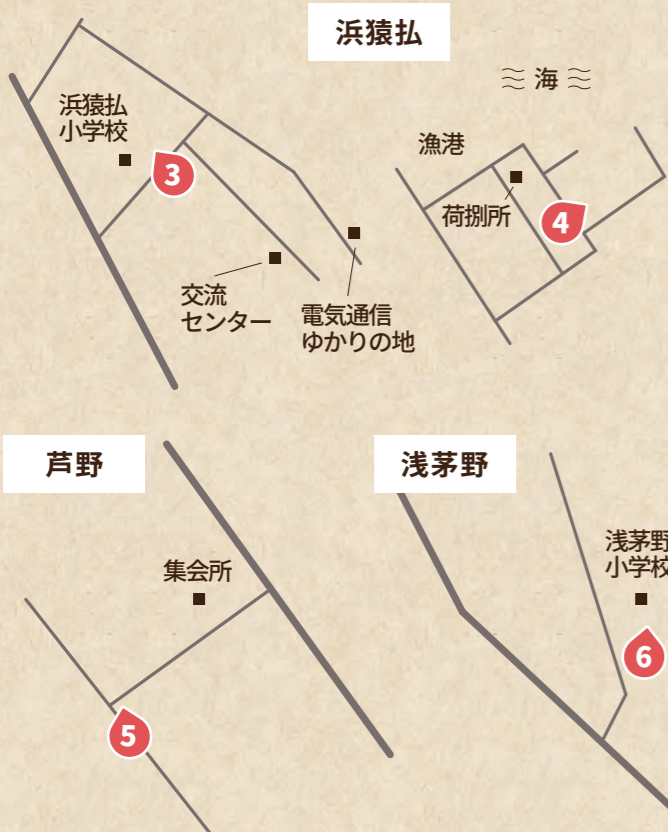 浜猿払
海
浜猿払
小学校
3
漁港
荷捌所
4
交流
センター
電気通信
ゆかりの地
芦野
集会所
5
浅茅野
浅茅野
小学校
6